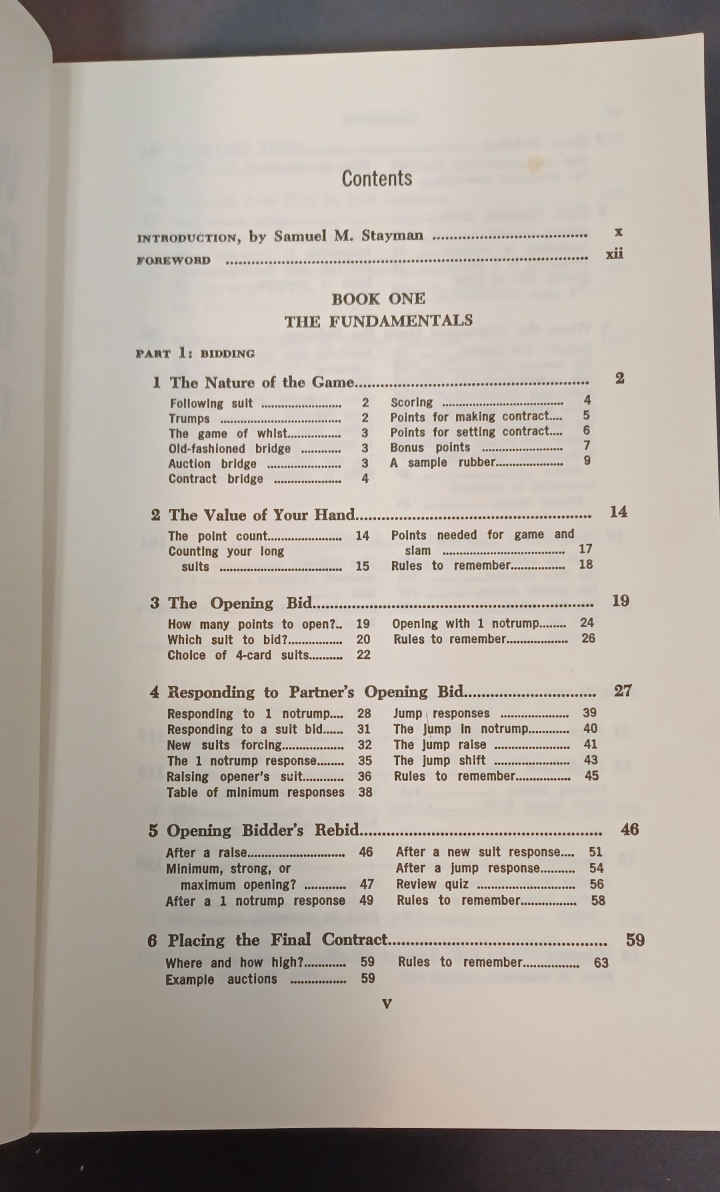 Contents
INTRODUCTION, by Samuel M. Stayman .................................... x
FOREWORD .................................................................................... xii
BOOK ONE
THE FUNDAMENTALS
PART 1: BIDDING
1 The Nature of the Game...................................................... 2
Following suit ........................ 2
Trumps .................................... 2
The game of whist................ 3
Old-fashioned bridge ............ 3
Auction bridge ...................... 3
Contract bridge .................... 4
Scoring .................................... 4
Points for making contract.... 5
Points for setting contract.... 6
Bonus points ........................ 7
A sample rubber.................... 9
2 The Value of Your Hand...................................................... 14
The point count...................... 14
Counting your long
suits .................................... 15
Points needed for game and
slam .................................... 17
Rules to remember................ 18
3 The Opening Bid................................................................ 19
How many points to open?.. 19
Which suit to bid?................ 20
Choice of 4-card suits.......... 22
Opening with 1 notrump........ 24
Rules to remember.................. 26
4 Responding to Partner's Opening Bid.............................. 27
Responding to 1 notrump.... 28
Responding to a suit bid...... 31
New suits forcing.................. 32
The 1 notrump response........ 35
Raising opener's suit............ 36
Table of minimum responses 38
Jump responses .................... 39
The jump in notrump............ 40
The jump raise ...................... 41
The jump shift ...................... 43
Rules to remember................ 45
5 Opening Bidder's Rebid........................................................ 46
After a raise............................ 46
Minimum, strong, or
maximum opening? ............ 47
After a 1 notrump response 49
After a new suit response.... 51
After a jump response.......... 54
Review quiz ............................ 56
Rules to remember................ 58
6 Placing the Final Contract.................................................. 59
Where and how high?............ 59
Example auctions ................ 59
Rules to remember................ 63
V